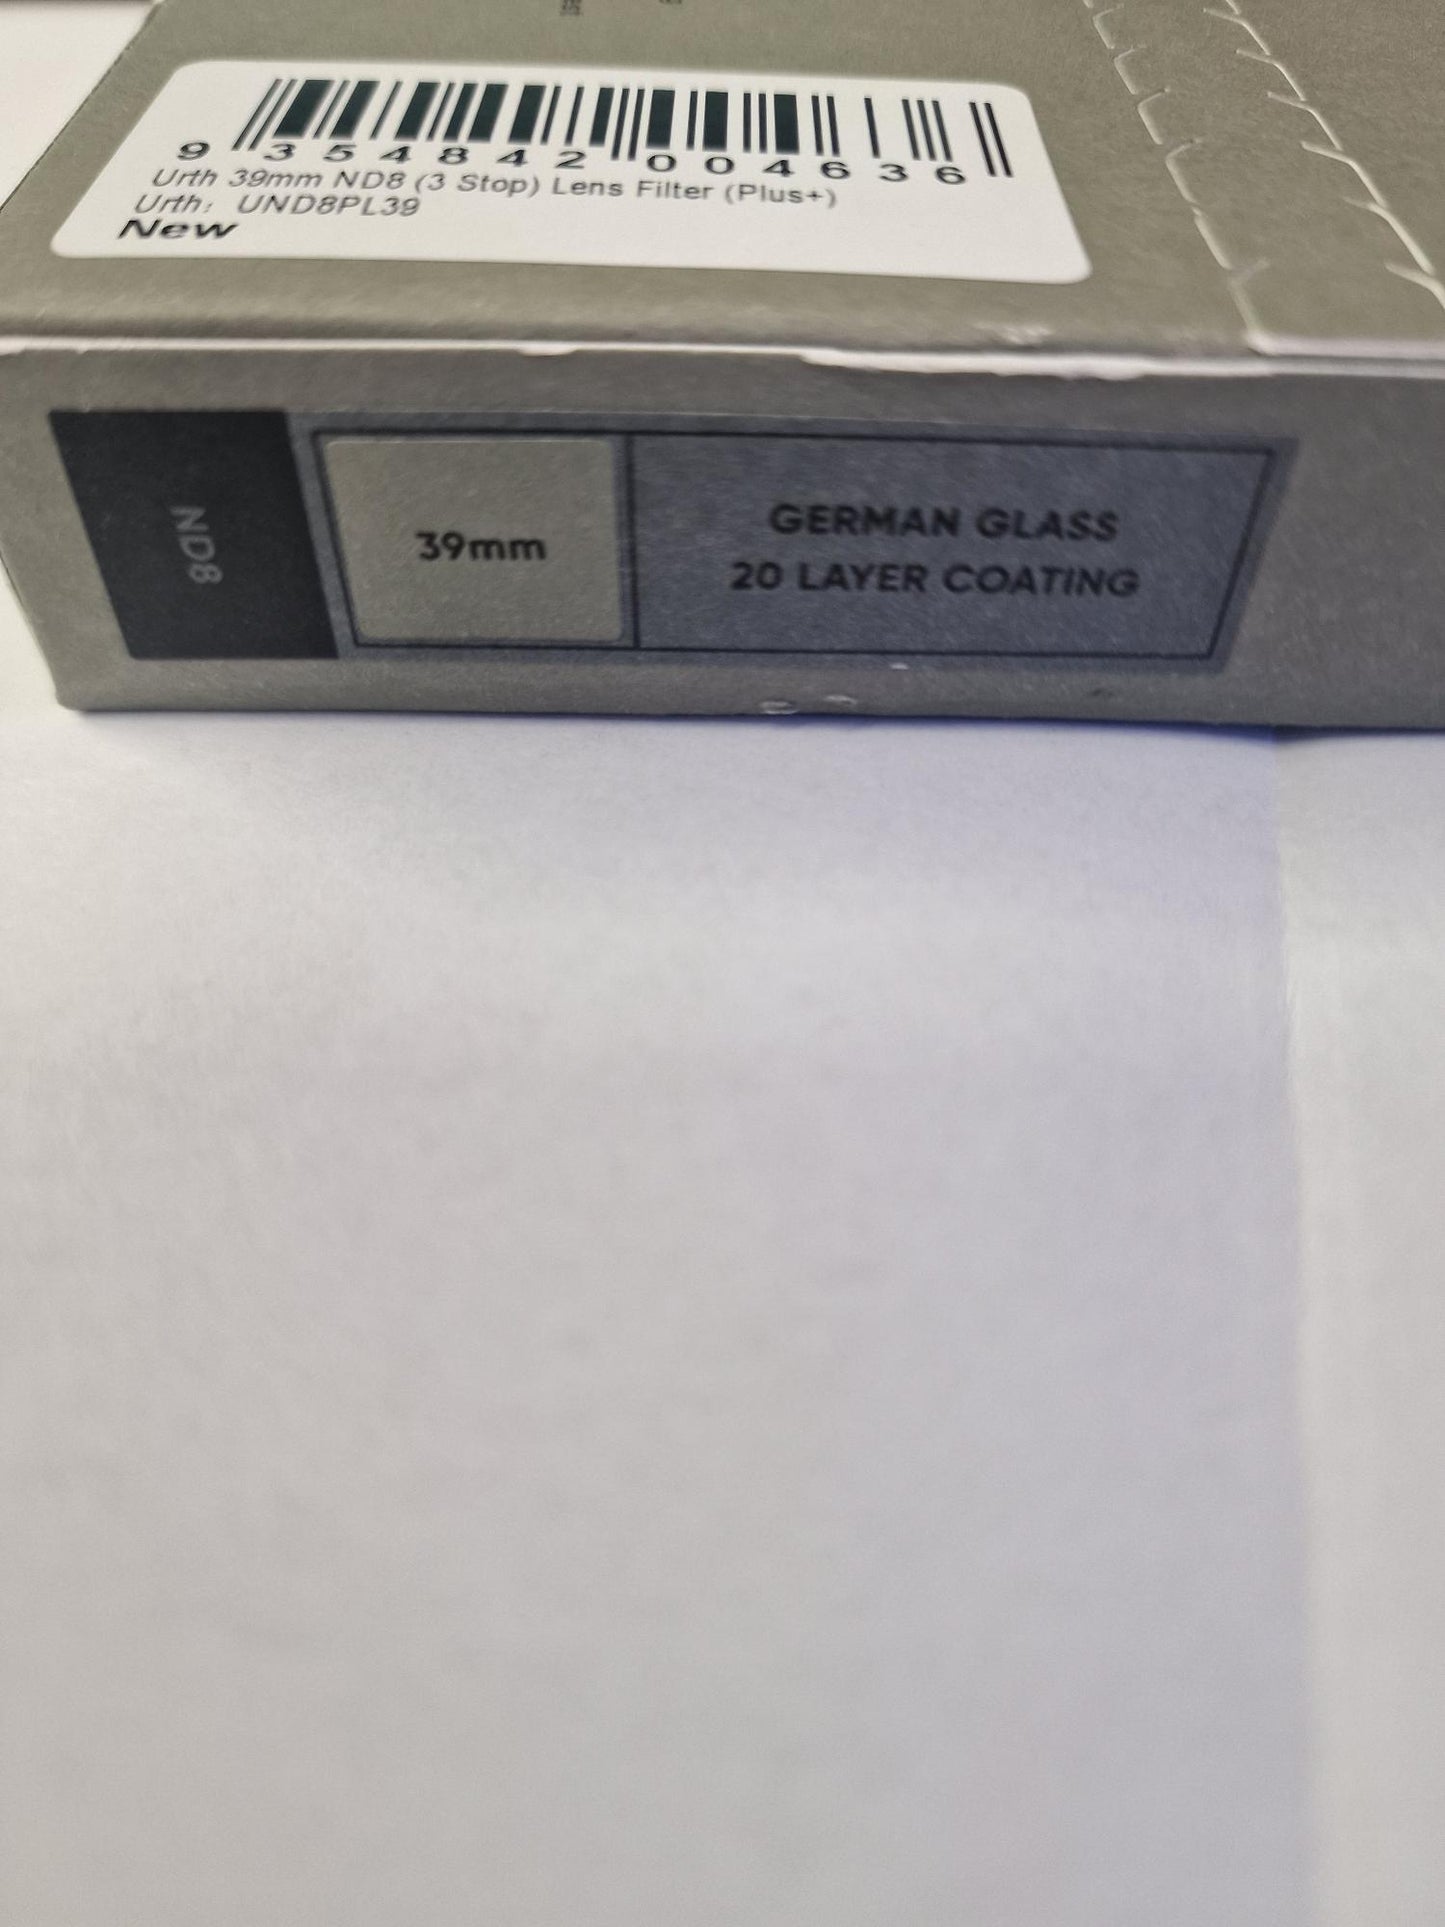 9 354842 004636
Urth 39mm ND8 (3 Stop) Lens Filter (Plus+)
Urth: UND8PL39
New
ND8
39mm
GERMAN GLASS
20 LAYER COATING